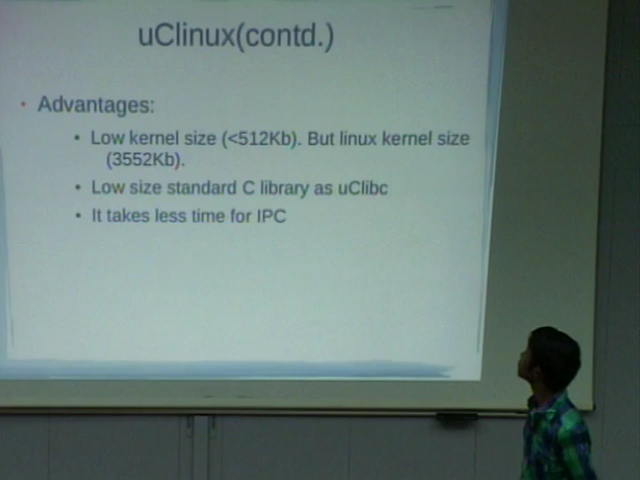 uClinux(contd.)
• Advantages:
• Low kernel size (<512Kb). But linux kernel size
(3552Kb).
• Low size standard C library as uClibc
• It takes less time for IPC